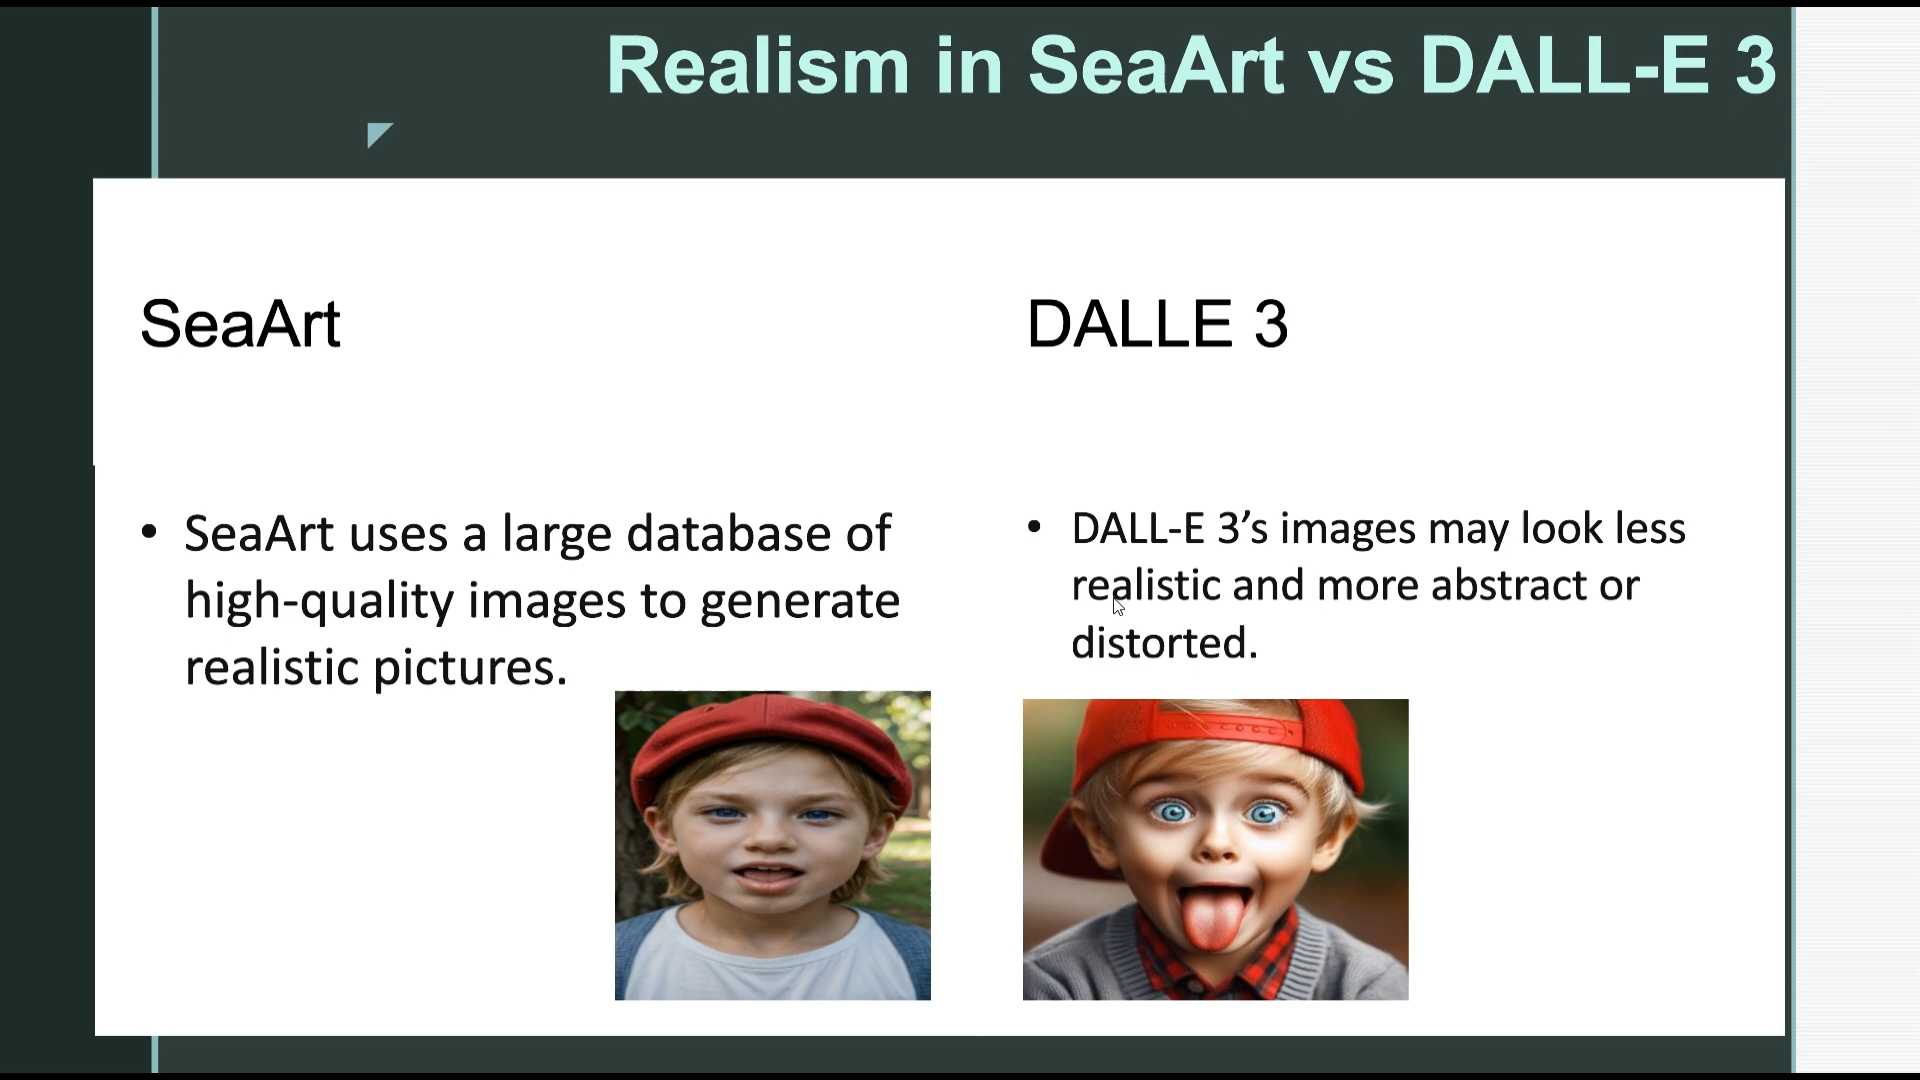 Realism in SeaArt vs DALL-E 3
SeaArt
• SeaArt uses a large database of
high-quality images to generate
realistic pictures.
DALLE 3
• DALL-E 3’s images may look less
realistic and more abstract or
distorted.